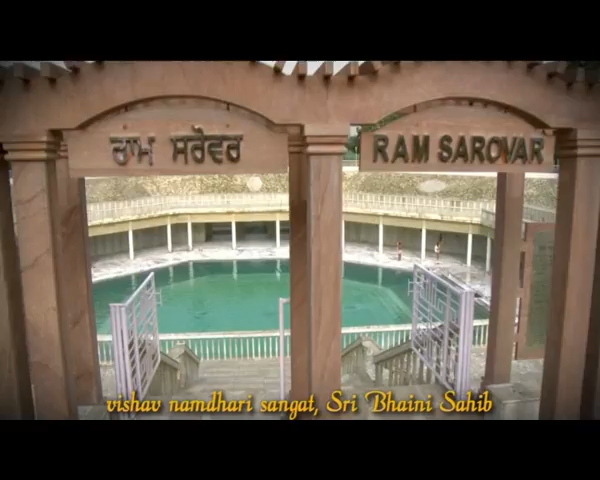 ਰਾਮ ਸਰੋਵਰ
RAM SAROVAR
vishav namdhari sangat, Sri Bhaini Sahib